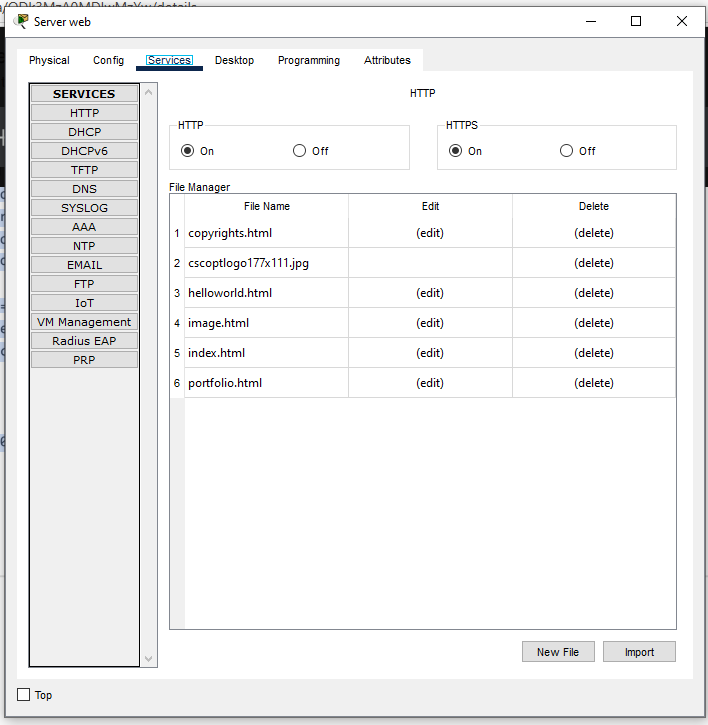 Server web
Physical Config Services Desktop Programming Attributes
SERVICES
HTTP
DHCP
DHCPv6
TFTP
DNS
SYSLOG
AAA
NTP
EMAIL
FTP
IoT
VM Management
Radius EAP
PRP
HTTP
HTTP
On Off
HTTPS
On Off
File Manager
File Name Edit Delete
1 copyrights.html (edit) (delete)
2 cscoptlogo177x111.jpg (delete)
3 helloworld.html (edit) (delete)
4 image.html (edit) (delete)
5 index.html (edit) (delete)
6 portfolio.html (edit) (delete)
New File Import
Top